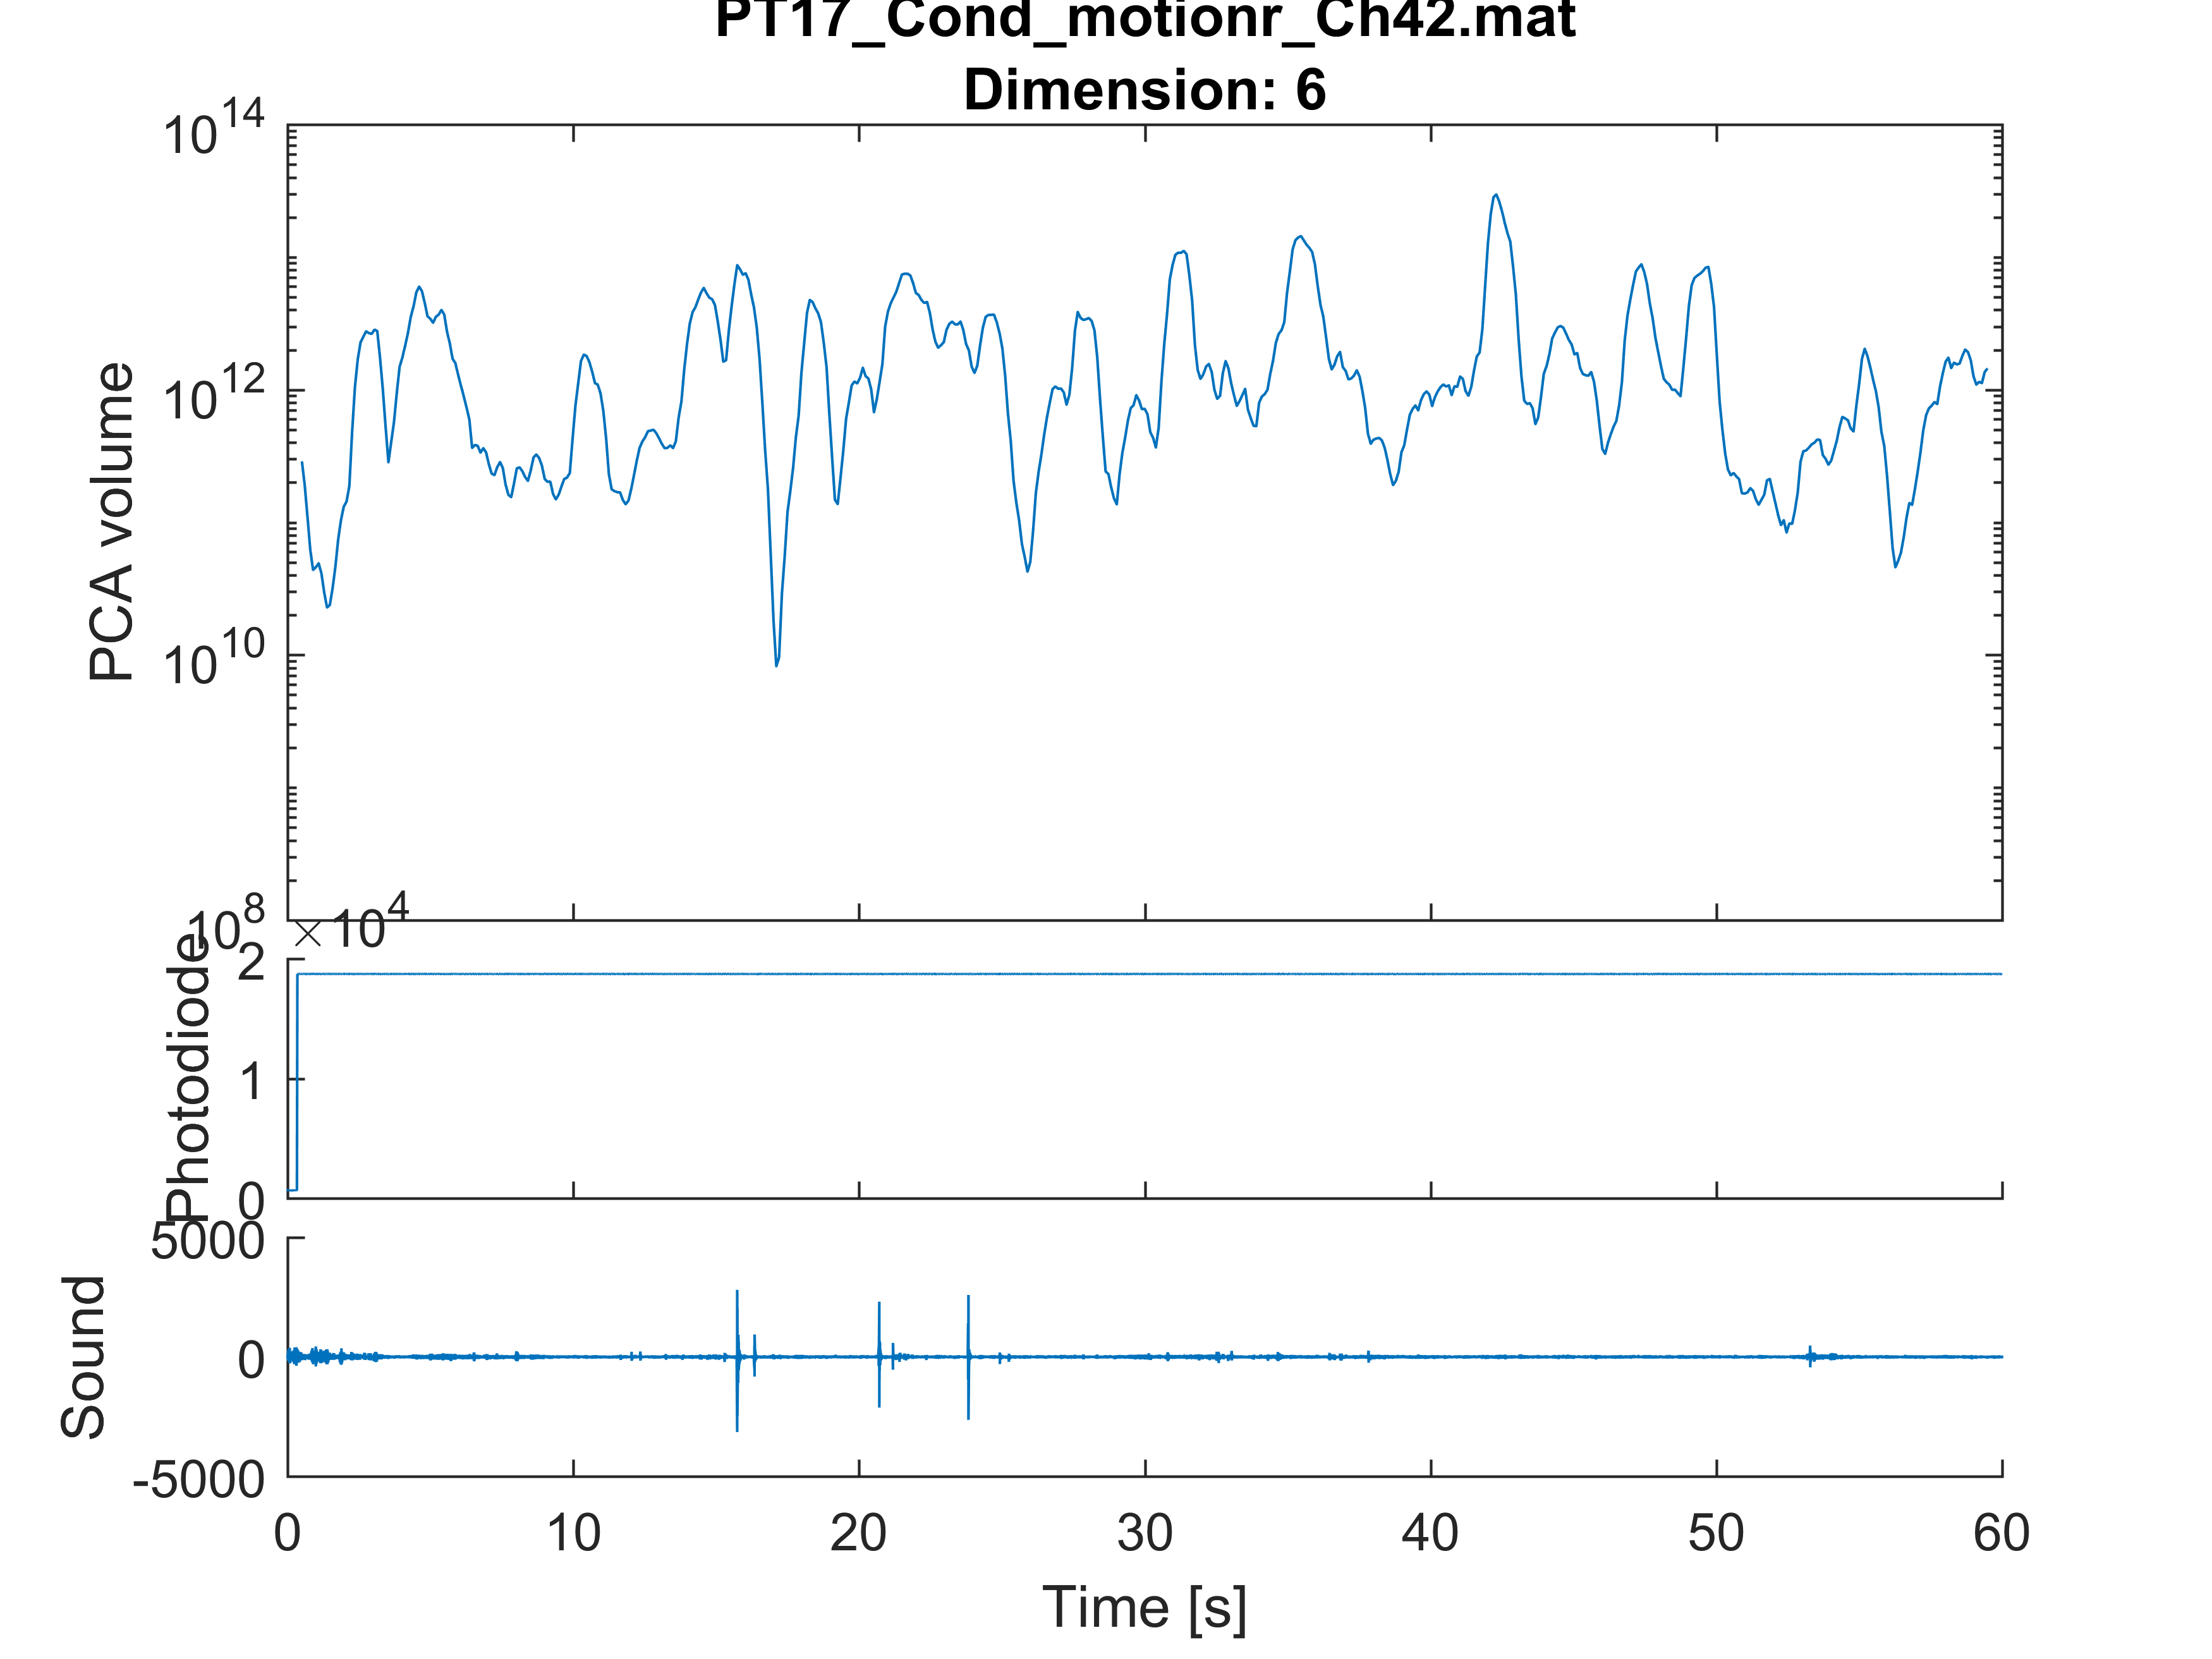 PT17_Cond_motionr_Ch42.mat
Dimension: 6
10^14
10^12
10^10
10^8
PCA volume
× 10^4
2
1
0
Photodiode
5000
0
-5000
Sound
0 10 20 30 40 50 60
Time [s]